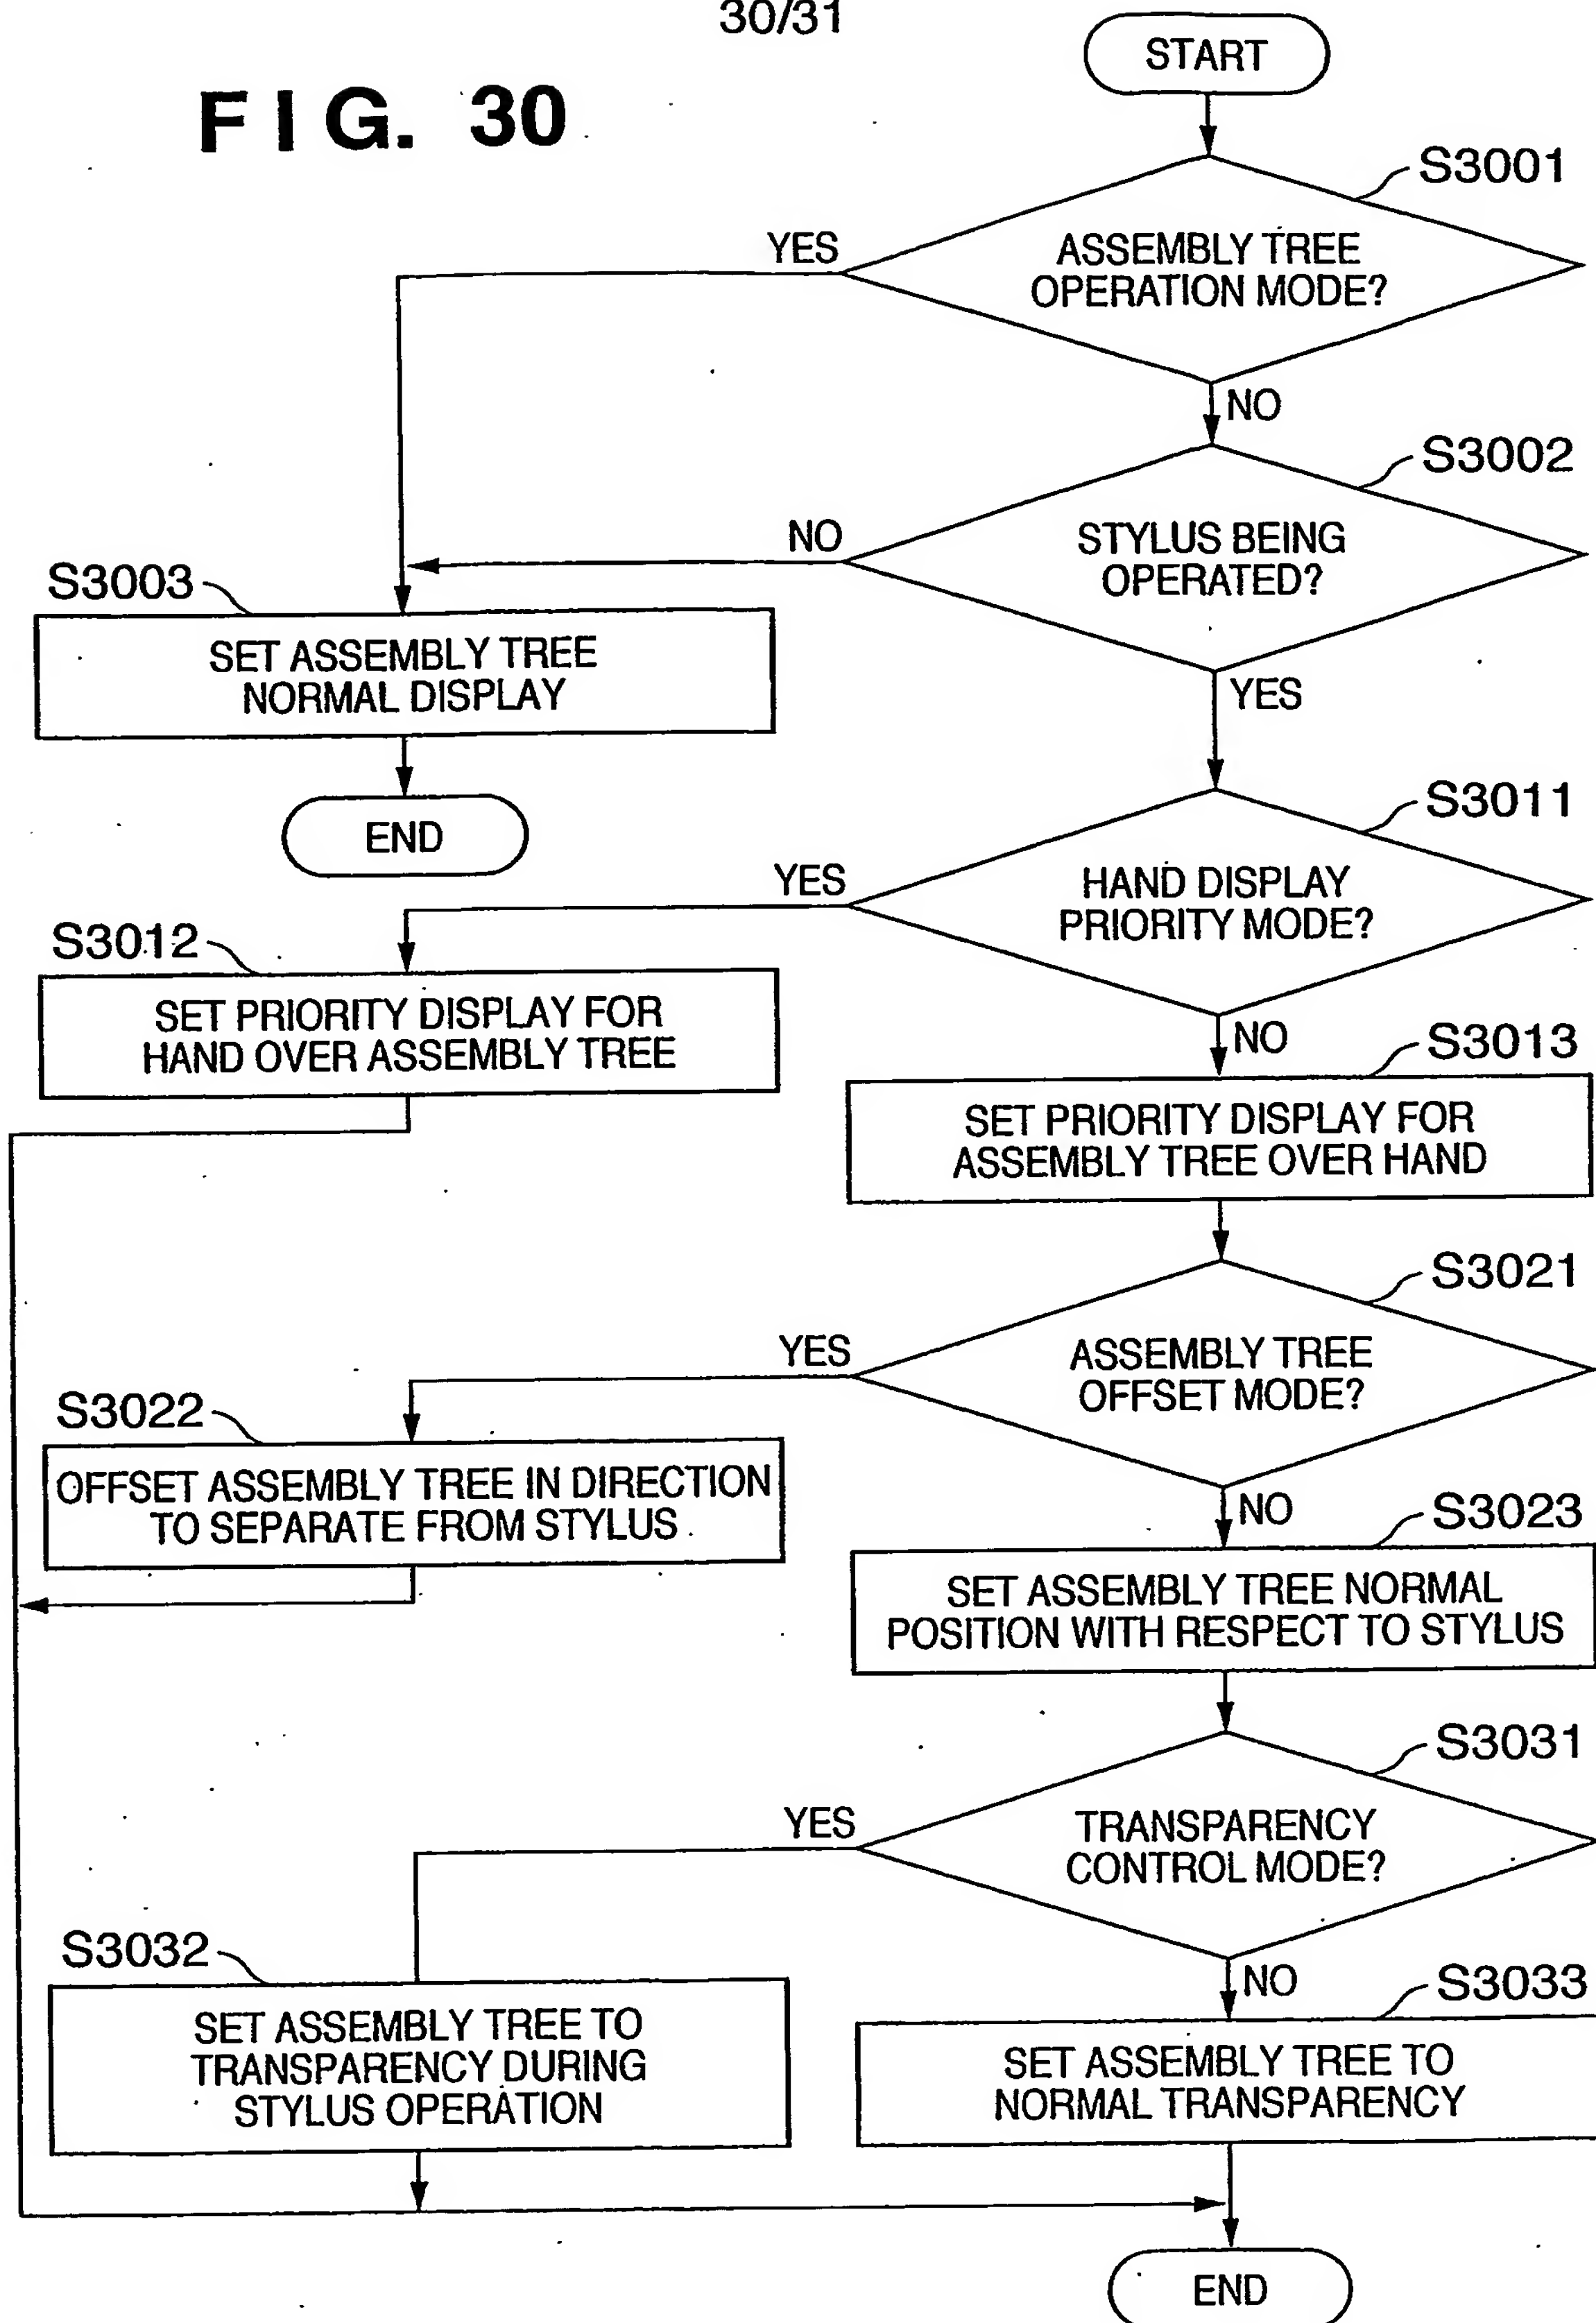 30/31
FIG. 30
START
S3001
ASSEMBLY TREE
OPERATION MODE?
YES
NO
S3002
STYLUS BEING
OPERATED?
NO
YES
S3003
SET ASSEMBLY TREE
NORMAL DISPLAY
END
S3011
HAND DISPLAY
PRIORITY MODE?
YES
NO
S3012
SET PRIORITY DISPLAY FOR
HAND OVER ASSEMBLY TREE
S3013
SET PRIORITY DISPLAY FOR
ASSEMBLY TREE OVER HAND
S3021
ASSEMBLY TREE
OFFSET MODE?
YES
NO
S3022
OFFSET ASSEMBLY TREE IN DIRECTION
TO SEPARATE FROM STYLUS
S3023
SET ASSEMBLY TREE NORMAL
POSITION WITH RESPECT TO STYLUS
S3031
TRANSPARENCY
CONTROL MODE?
YES
NO
S3032
SET ASSEMBLY TREE TO
TRANSPARENCY DURING
STYLUS OPERATION
S3033
SET ASSEMBLY TREE TO
NORMAL TRANSPARENCY
END